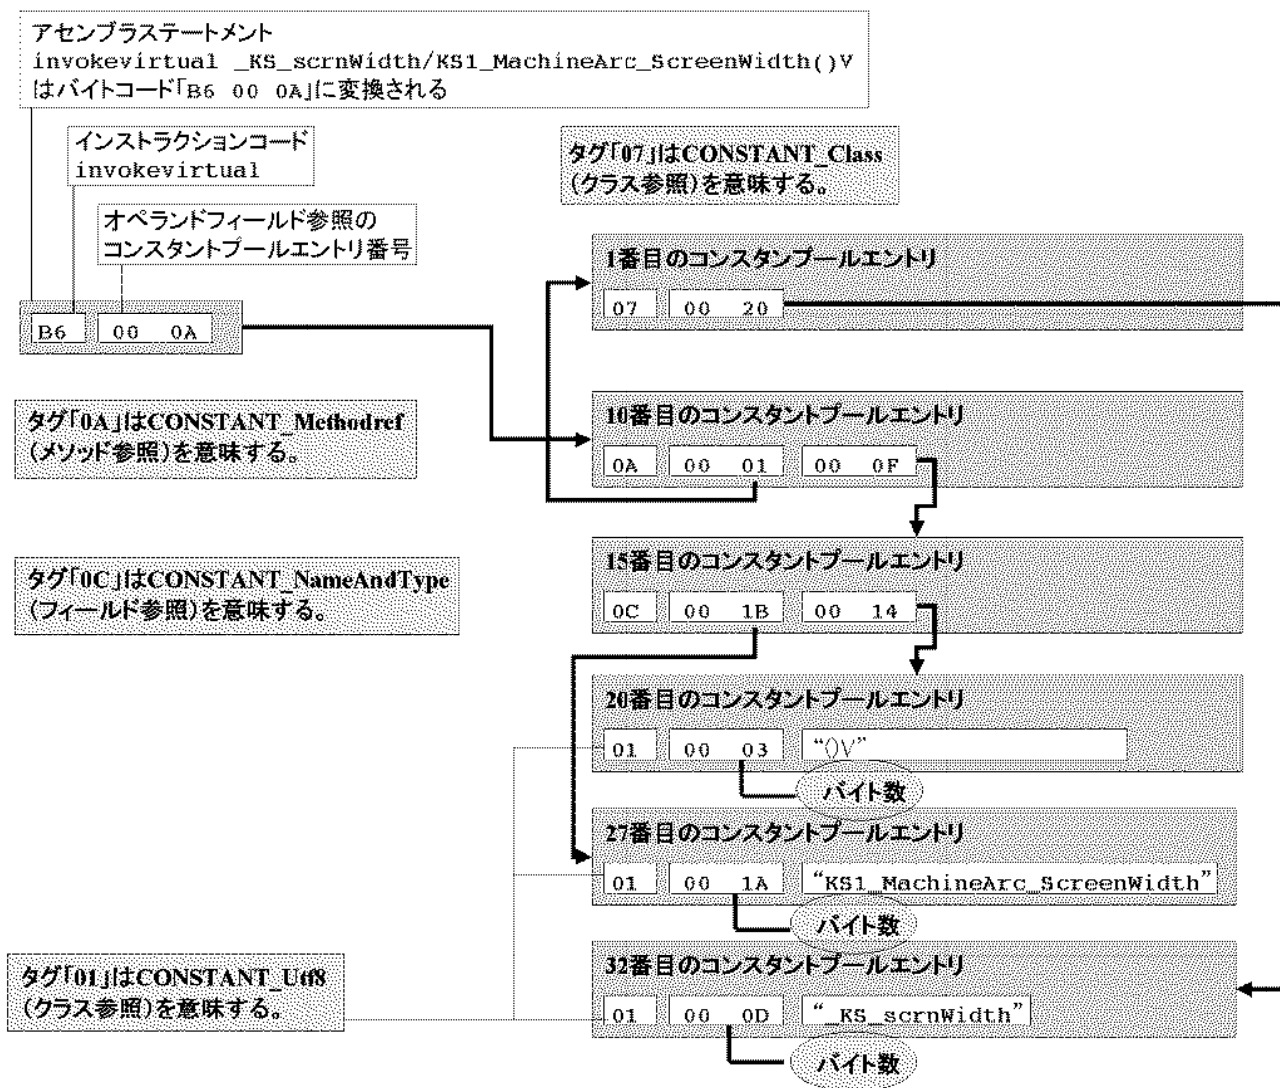 アセンブラステートメント
invokevirtual _KS_scrnWidth/KS1_MachineArc_ScreenWidth()V
はバイトコード「B6 00 0A」に変換される
インストラクションコード
invokevirtual
オペランドフィールド参照の
コンスタントプールエントリ番号
B6 00 0A
タグ「07」はCONSTANT_Class
(クラス参照)を意味する。
1番目のコンスタンプールエントリ
07 00 20
タグ「0A」はCONSTANT_Methodref
(メソッド参照)を意味する。
10番目のコンスタントプールエントリ
0A 00 01 00 0F
タグ「0C」はCONSTANT_NameAndType
(フィールド参照)を意味する。
15番目のコンスタントプールエントリ
0C 00 1B 00 14
20番目のコンスタントプールエントリ
01 00 03 “()V”
バイト数
27番目のコンスタントプールエントリ
01 00 1A “KS1_MachineArc_ScreenWidth”
バイト数
タグ「01」はCONSTANT_Utf8
(クラス参照)を意味する。
32番目のコンスタントプールエントリ
01 00 0D “_KS_scrnWidth”
バイト数